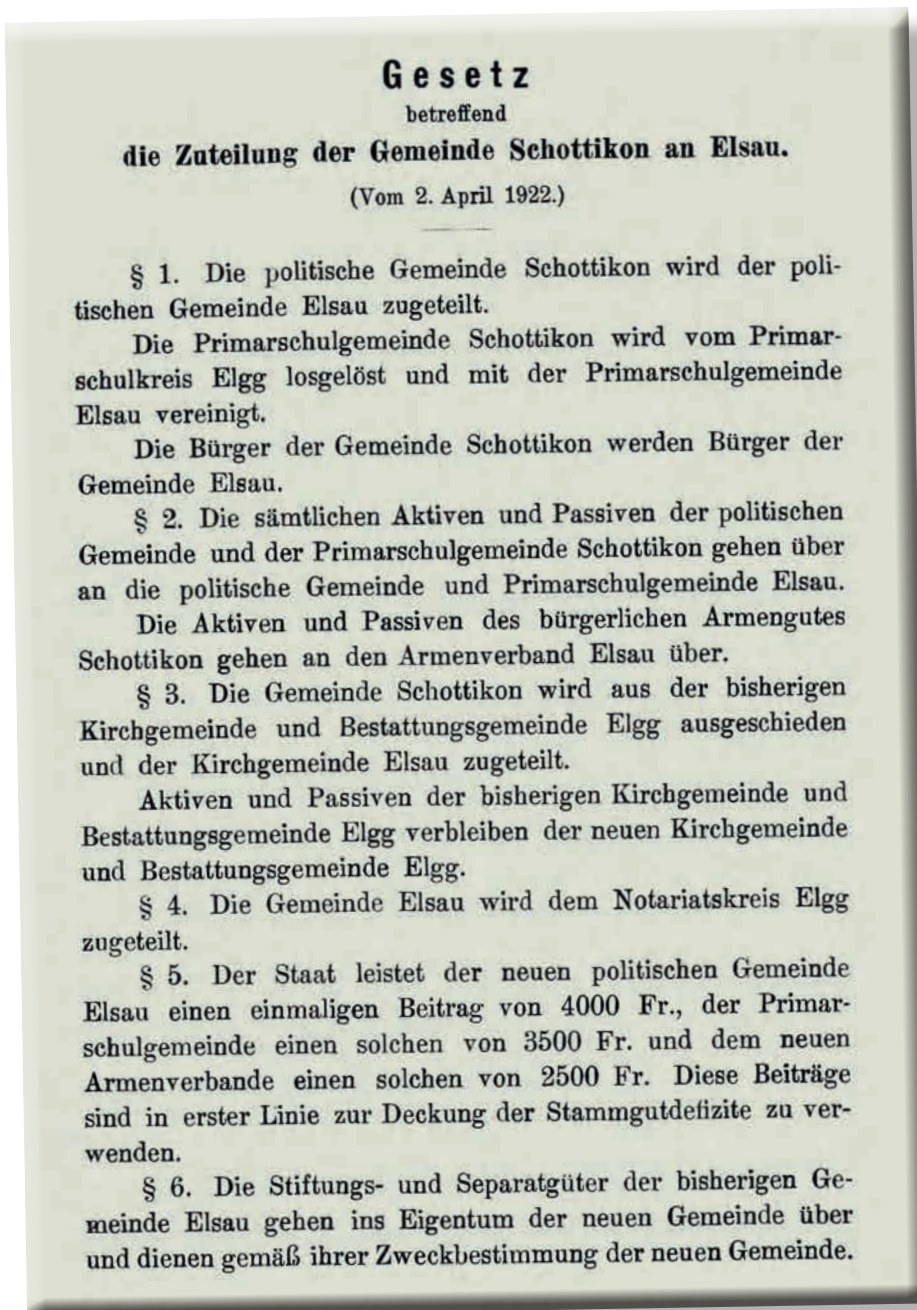 Gesetz
betreffend
die Zuteilung der Gemeinde Schottikon an Elsau.
(Vom 2. April 1922.)
§ 1. Die politische Gemeinde Schottikon wird der poli-
tischen Gemeinde Elsau zugeteilt.
Die Primarschulgemeinde Schottikon wird vom Primar-
schulkreis Elgg losgelöst und mit der Primarschulgemeinde
Elsau vereinigt.
Die Bürger der Gemeinde Schottikon werden Bürger der
Gemeinde Elsau.
§ 2. Die sämtlichen Aktiven und Passiven der politischen
Gemeinde und der Primarschulgemeinde Schottikon gehen über
an die politische Gemeinde und Primarschulgemeinde Elsau.
Die Aktiven und Passiven des bürgerlichen Armengutes
Schottikon gehen an den Armenverband Elsau über.
§ 3. Die Gemeinde Schottikon wird aus der bisherigen
Kirchgemeinde und Bestattungsgemeinde Elgg ausgeschieden
und der Kirchgemeinde Elsau zugeteilt.
Aktiven und Passiven der bisherigen Kirchgemeinde und
Bestattungsgemeinde Elgg verbleiben der neuen Kirchgemeinde
und Bestattungsgemeinde Elgg.
§ 4. Die Gemeinde Elsau wird dem Notariatskreis Elgg
zugeteilt.
§ 5. Der Staat leistet der neuen politischen Gemeinde
Elsau einen einmaligen Beitrag von 4000 Fr., der Primar-
schulgemeinde einen solchen von 3500 Fr. und dem neuen
Armenverbande einen solchen von 2500 Fr. Diese Beiträge
sind in erster Linie zur Deckung der Stammgutdefizite zu ver-
wenden.
§ 6. Die Stiftungs- und Separatgüter der bisherigen Ge-
meinde Elsau gehen ins Eigentum der neuen Gemeinde über
und dienen gemäß ihrer Zweckbestimmung der neuen Gemeinde.